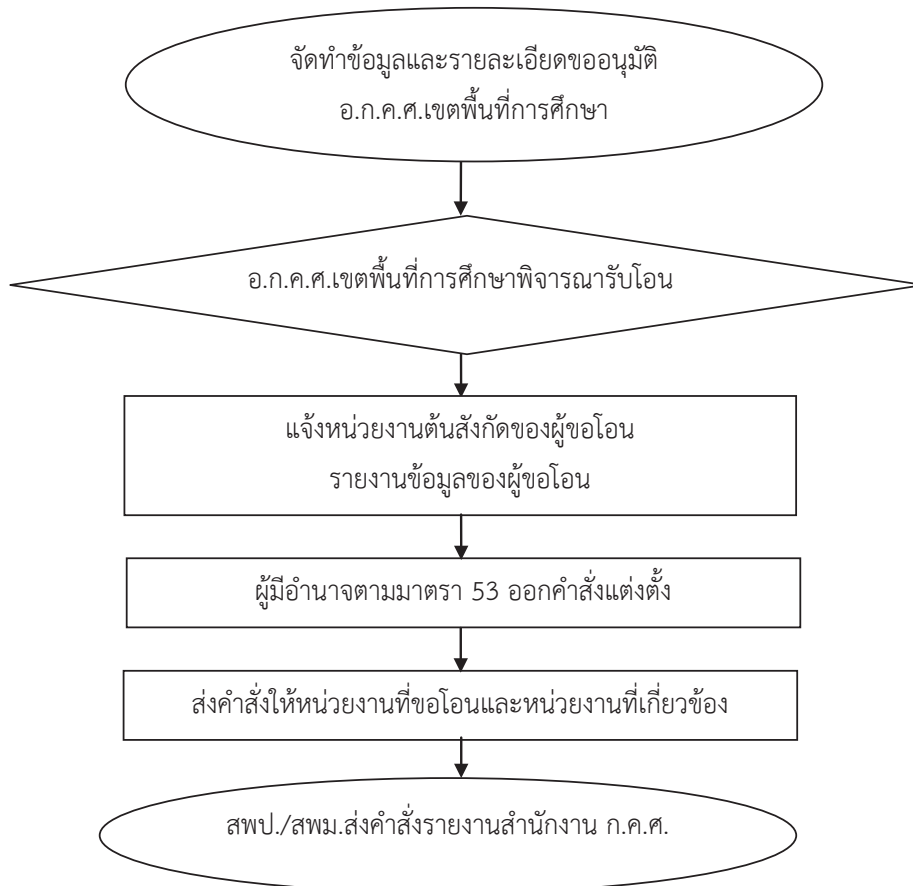 จัดทำข้อมูลและรายละเอียดขออนุมัติ
อ.ก.ค.ศ.เขตพื้นที่การศึกษา
อ.ก.ค.ศ.เขตพื้นที่การศึกษาพิจารณารับโอน
แจ้งหน่วยงานต้นสังกัดของผู้ขอโอน
รายงานข้อมูลของผู้ขอโอน
ผู้มีอำนาจตามมาตรา 53 ออกคำสั่งแต่งตั้ง
ส่งคำสั่งให้หน่วยงานที่ขอโอนและหน่วยงานที่เกี่ยวข้อง
สพป./สพม.ส่งคำสั่งรายงานสำนักงาน ก.ค.ศ.